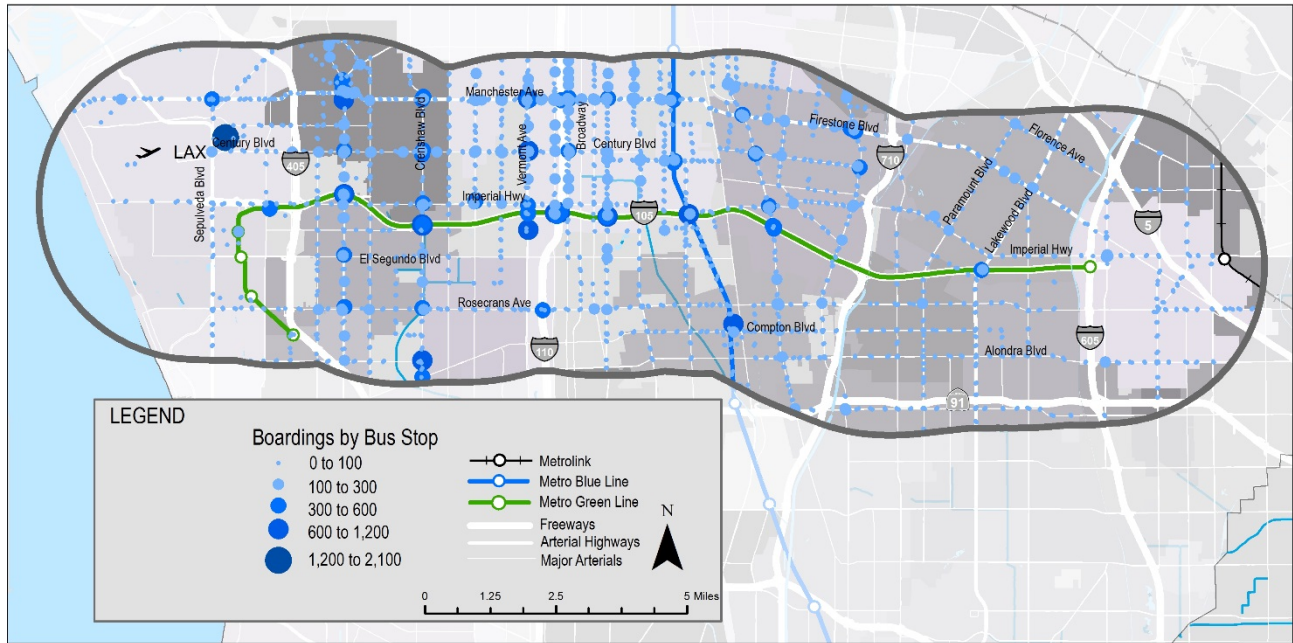 Manchester Ave
Firestone Blvd
Florence Ave
Crenshaw Blvd
Vermont Ave
Broadway
Century Blvd
Century Blvd
LAX
405
710
Sepulveda Blvd
Imperial Hwy
105
Paramount Blvd
Lakewood Blvd
5
Imperial Hwy
El Segundo Blvd
Rosecrans Ave
Compton Blvd
110
Alondra Blvd
605
91
LEGEND
Boardings by Bus Stop
0 to 100
100 to 300
300 to 600
600 to 1,200
1,200 to 2,100
Metrolink
Metro Blue Line
Metro Green Line
Freeways
Arterial Highways
Major Arterials
N
0 1.25 2.5 5 Miles